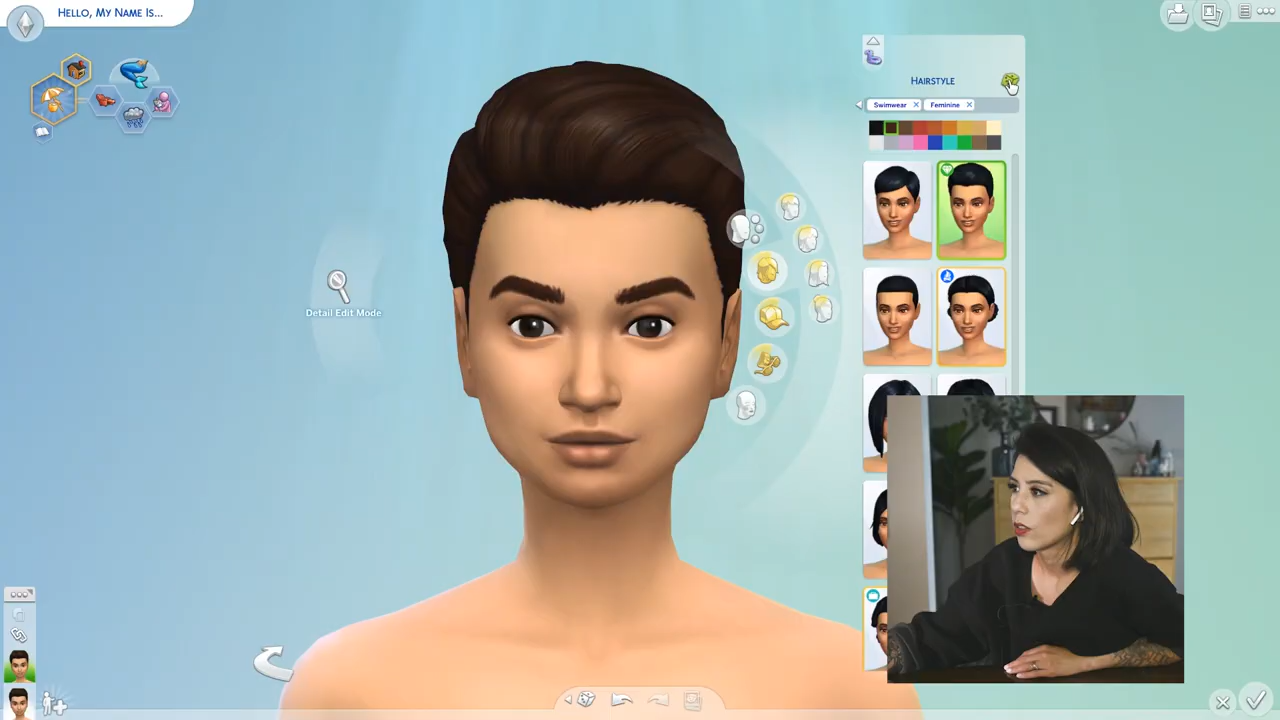 Hello, My Name Is...
Hairstyle
Swimwear
Feminine
Detail Edit Mode